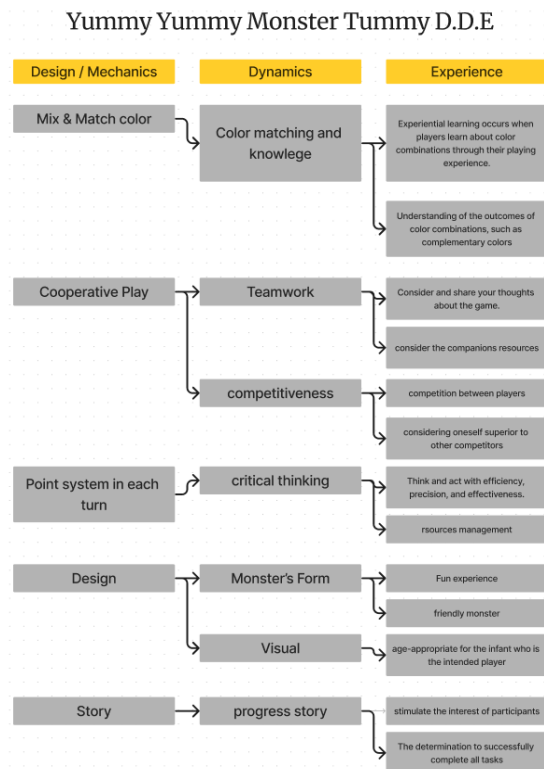 Yummy Yummy Monster Tummy D.D.E
Design / Mechanics
Dynamics
Experience
Mix & Match color
Color matching and
knowlege
Experiential learning occurs when
players learn about color
combinations through their playing
experience.
Understanding of the outcomes of
color combinations, such as
complementary colors
Cooperative Play
Teamwork
Consider and share your thoughts
about the game.
consider the companions resources
competitiveness
competition between players
considering oneself superior to
other competitors
Point system in each
turn
critical thinking
Think and act with efficiency,
precision, and effectiveness.
rsources management
Design
Monster's Form
Fun experience
friendly monster
Visual
age-appropriate for the infant who is
the intended player
Story
progress story
stimulate the interest of participants
The determination to successfully
complete all tasks